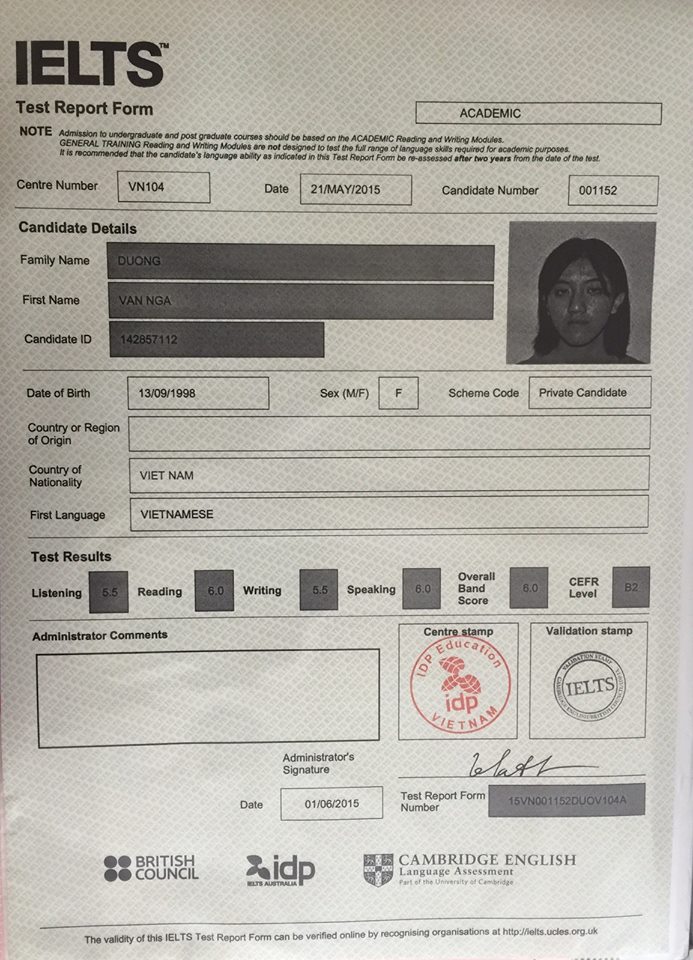 IELTS™
Test Report Form
ACADEMIC
NOTE Admission to undergraduate and post graduate courses should be based on the ACADEMIC Reading and Writing Modules.
GENERAL TRAINING Reading and Writing Modules are not designed to test the full range of language skills required for academic purposes.
It is recommended that the candidate's language ability as indicated in this Test Report Form be re-assessed after two years from the date of the test.
Centre Number VN104 Date 21/MAY/2015 Candidate Number 001152
Candidate Details
Family Name DUONG
First Name VAN NGA
Candidate ID 142857112
Date of Birth 13/09/1998 Sex (M/F) F Scheme Code Private Candidate
Country or Region
of Origin
Country of
Nationality
VIET NAM
First Language VIETNAMESE
Test Results
Listening 5.5 Reading 6.0 Writing 5.5 Speaking 6.0 Overall Band Score 6.0 CEFR Level B2
Administrator Comments
Centre stamp
IDP Education
idp
VIETNAM
Validation stamp
VALIDATION STAMP
IELTS
Administrator's
Signature
Date 01/06/2015
Test Report Form
Number
15VN001152DUOV104A
BRITISH
COUNCIL
idp
IELTS AUSTRALIA
CAMBRIDGE ENGLISH
Language Assessment
Part of the University of Cambridge
The validity of this IELTS Test Report Form can be verified online by recognising organisations at http://ielts.ucles.org.uk